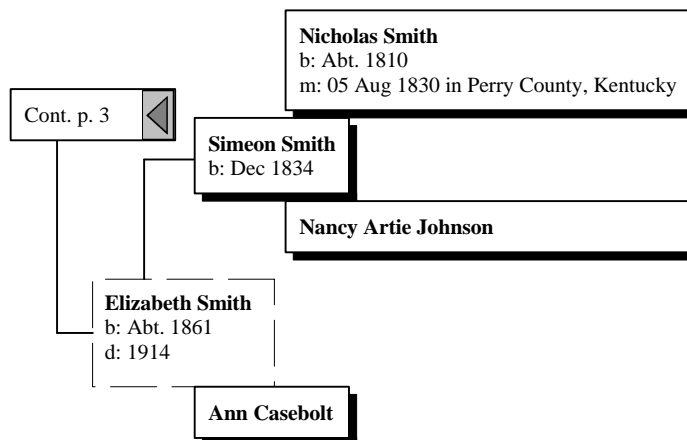 Nicholas Smith
b: Abt. 1810
m: 05 Aug 1830 in Perry County, Kentucky
Cont. p. 3
Simeon Smith
b: Dec 1834
Nancy Artie Johnson
Elizabeth Smith
b: Abt. 1861
d: 1914
Ann Casebolt